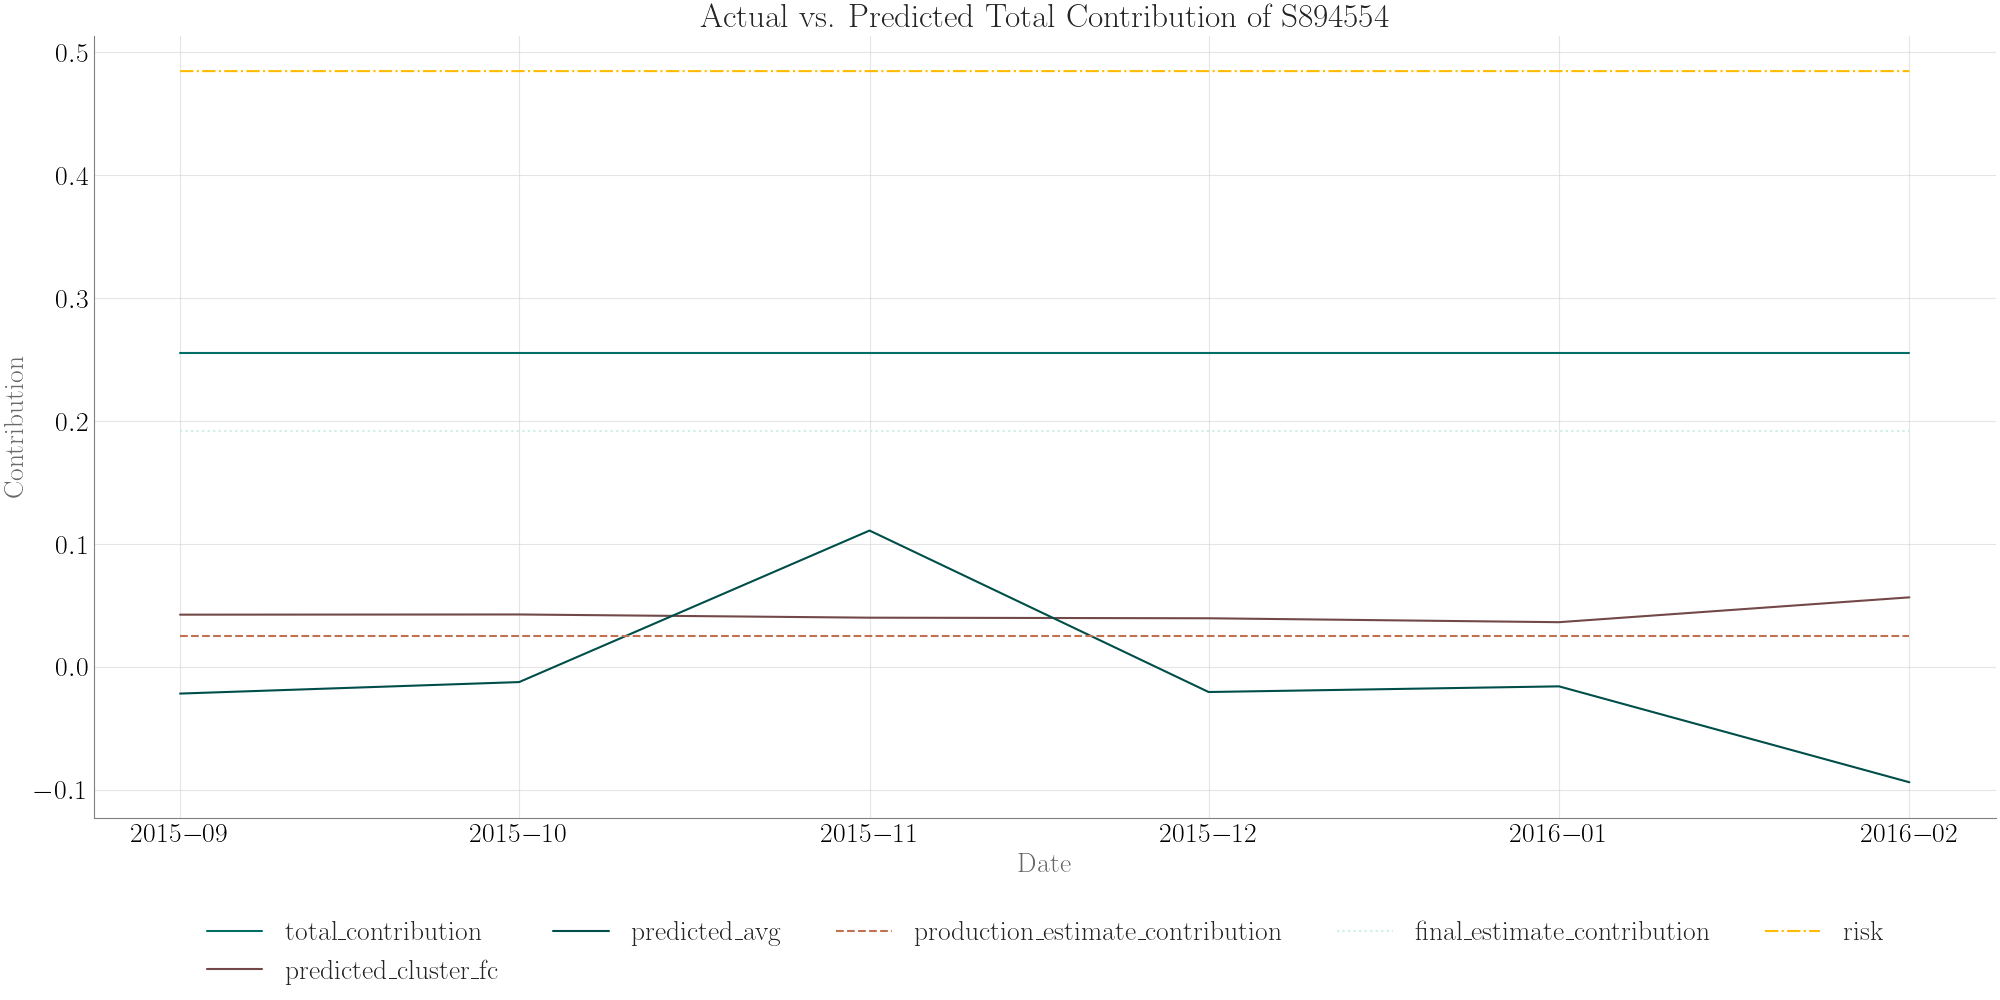 Actual vs. Predicted Total Contribution of S894554
0.5
0.4
0.3
0.2
0.1
0.0
−0.1
Contribution
2015−09 2015−10 2015−11 2015−12 2016−01 2016−02
Date
total_contribution predicted_avg production_estimate_contribution final_estimate_contribution risk
predicted_cluster_fc